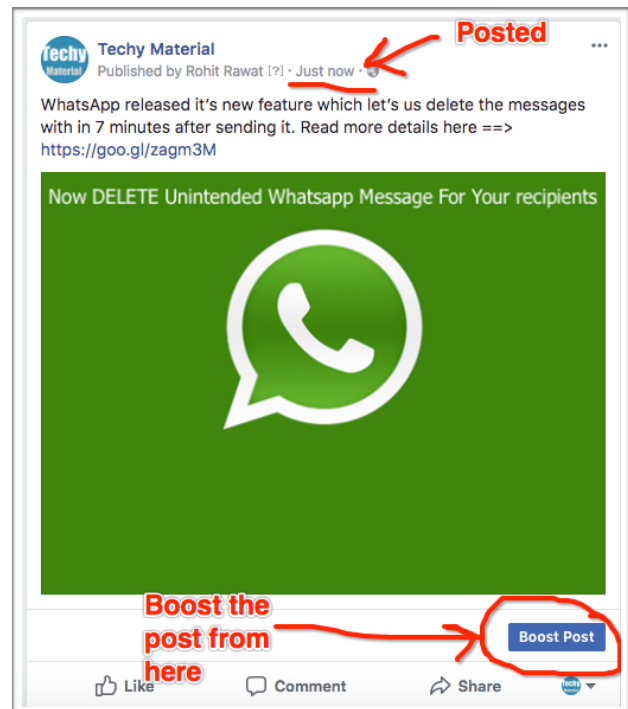 Posted
Techy
Material
Techy Material
Published by Rohit Rawat [?] · Just now ·
WhatsApp released it's new feature which let's us delete the messages
with in 7 minutes after sending it. Read more details here ==>
https://goo.gl/zagm3M
Now DELETE Unintended Whatsapp Message For Your recipients
Boost the
post from
here
Boost Post
Like
Comment
Share
Techy
Material